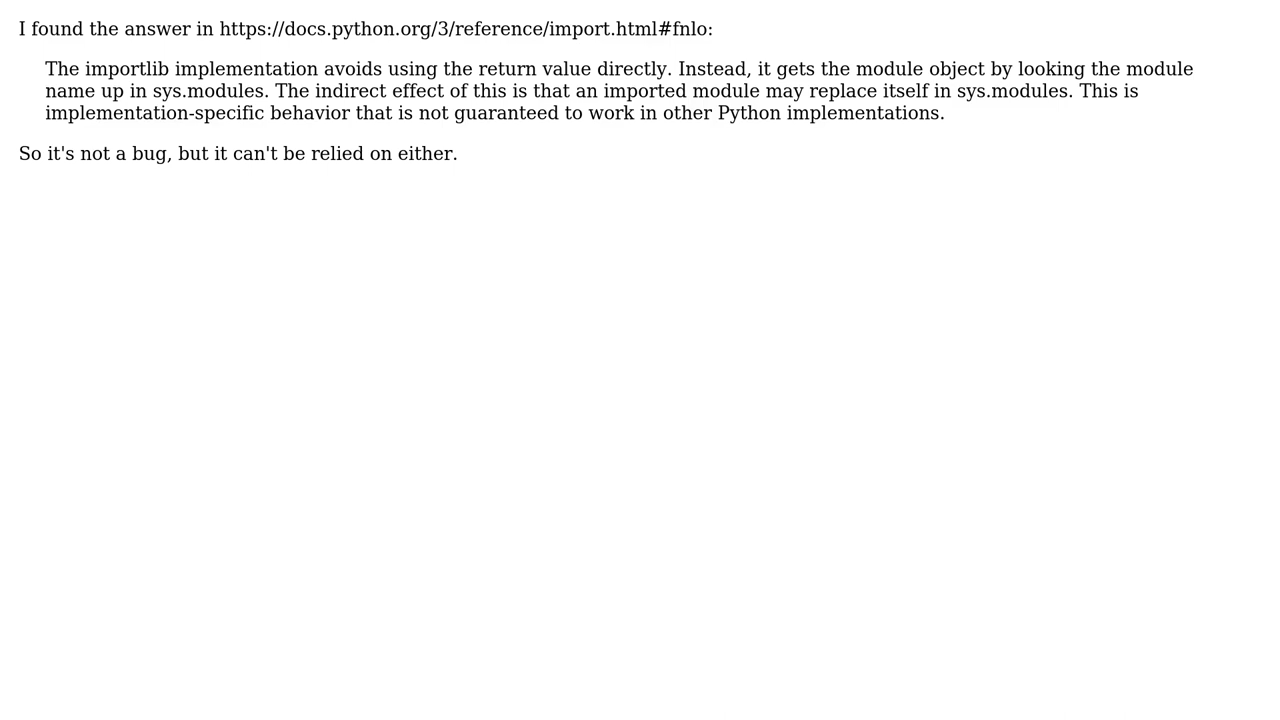 I found the answer in https://docs.python.org/3/reference/import.html#fnlo:
The importlib implementation avoids using the return value directly. Instead, it gets the module object by looking the module
name up in sys.modules. The indirect effect of this is that an imported module may replace itself in sys.modules. This is
implementation-specific behavior that is not guaranteed to work in other Python implementations.
So it's not a bug, but it can't be relied on either.